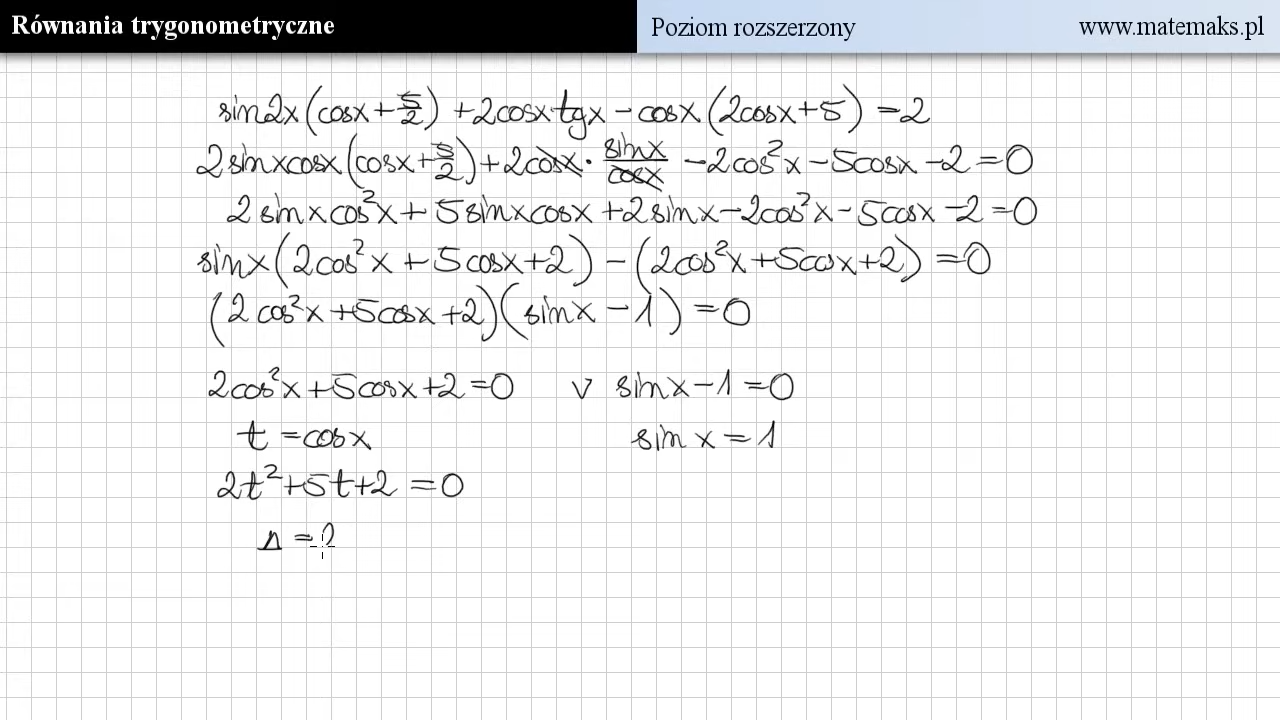 Równania trygonometryczne
Poziom rozszerzony
www.matemaks.pl
sin2x(cosx+5/2)+2cosxtgx-cosx(2cosx+5)=2
2sinxcosx(cosx+5/2)+2cosx·sinx/cosx-2cos²x-5cosx-2=0
2sinxcos²x+5sinxcosx+2sinx-2cos²x-5cosx-2=0
sinx(2cos²x+5cosx+2)-(2cos²x+5cosx+2)=0
(2cos²x+5cosx+2)(sinx-1)=0
2cos²x+5cosx+2=0 v sinx-1=0
t=cosx sinx=1
2t²+5t+2=0
Δ=2